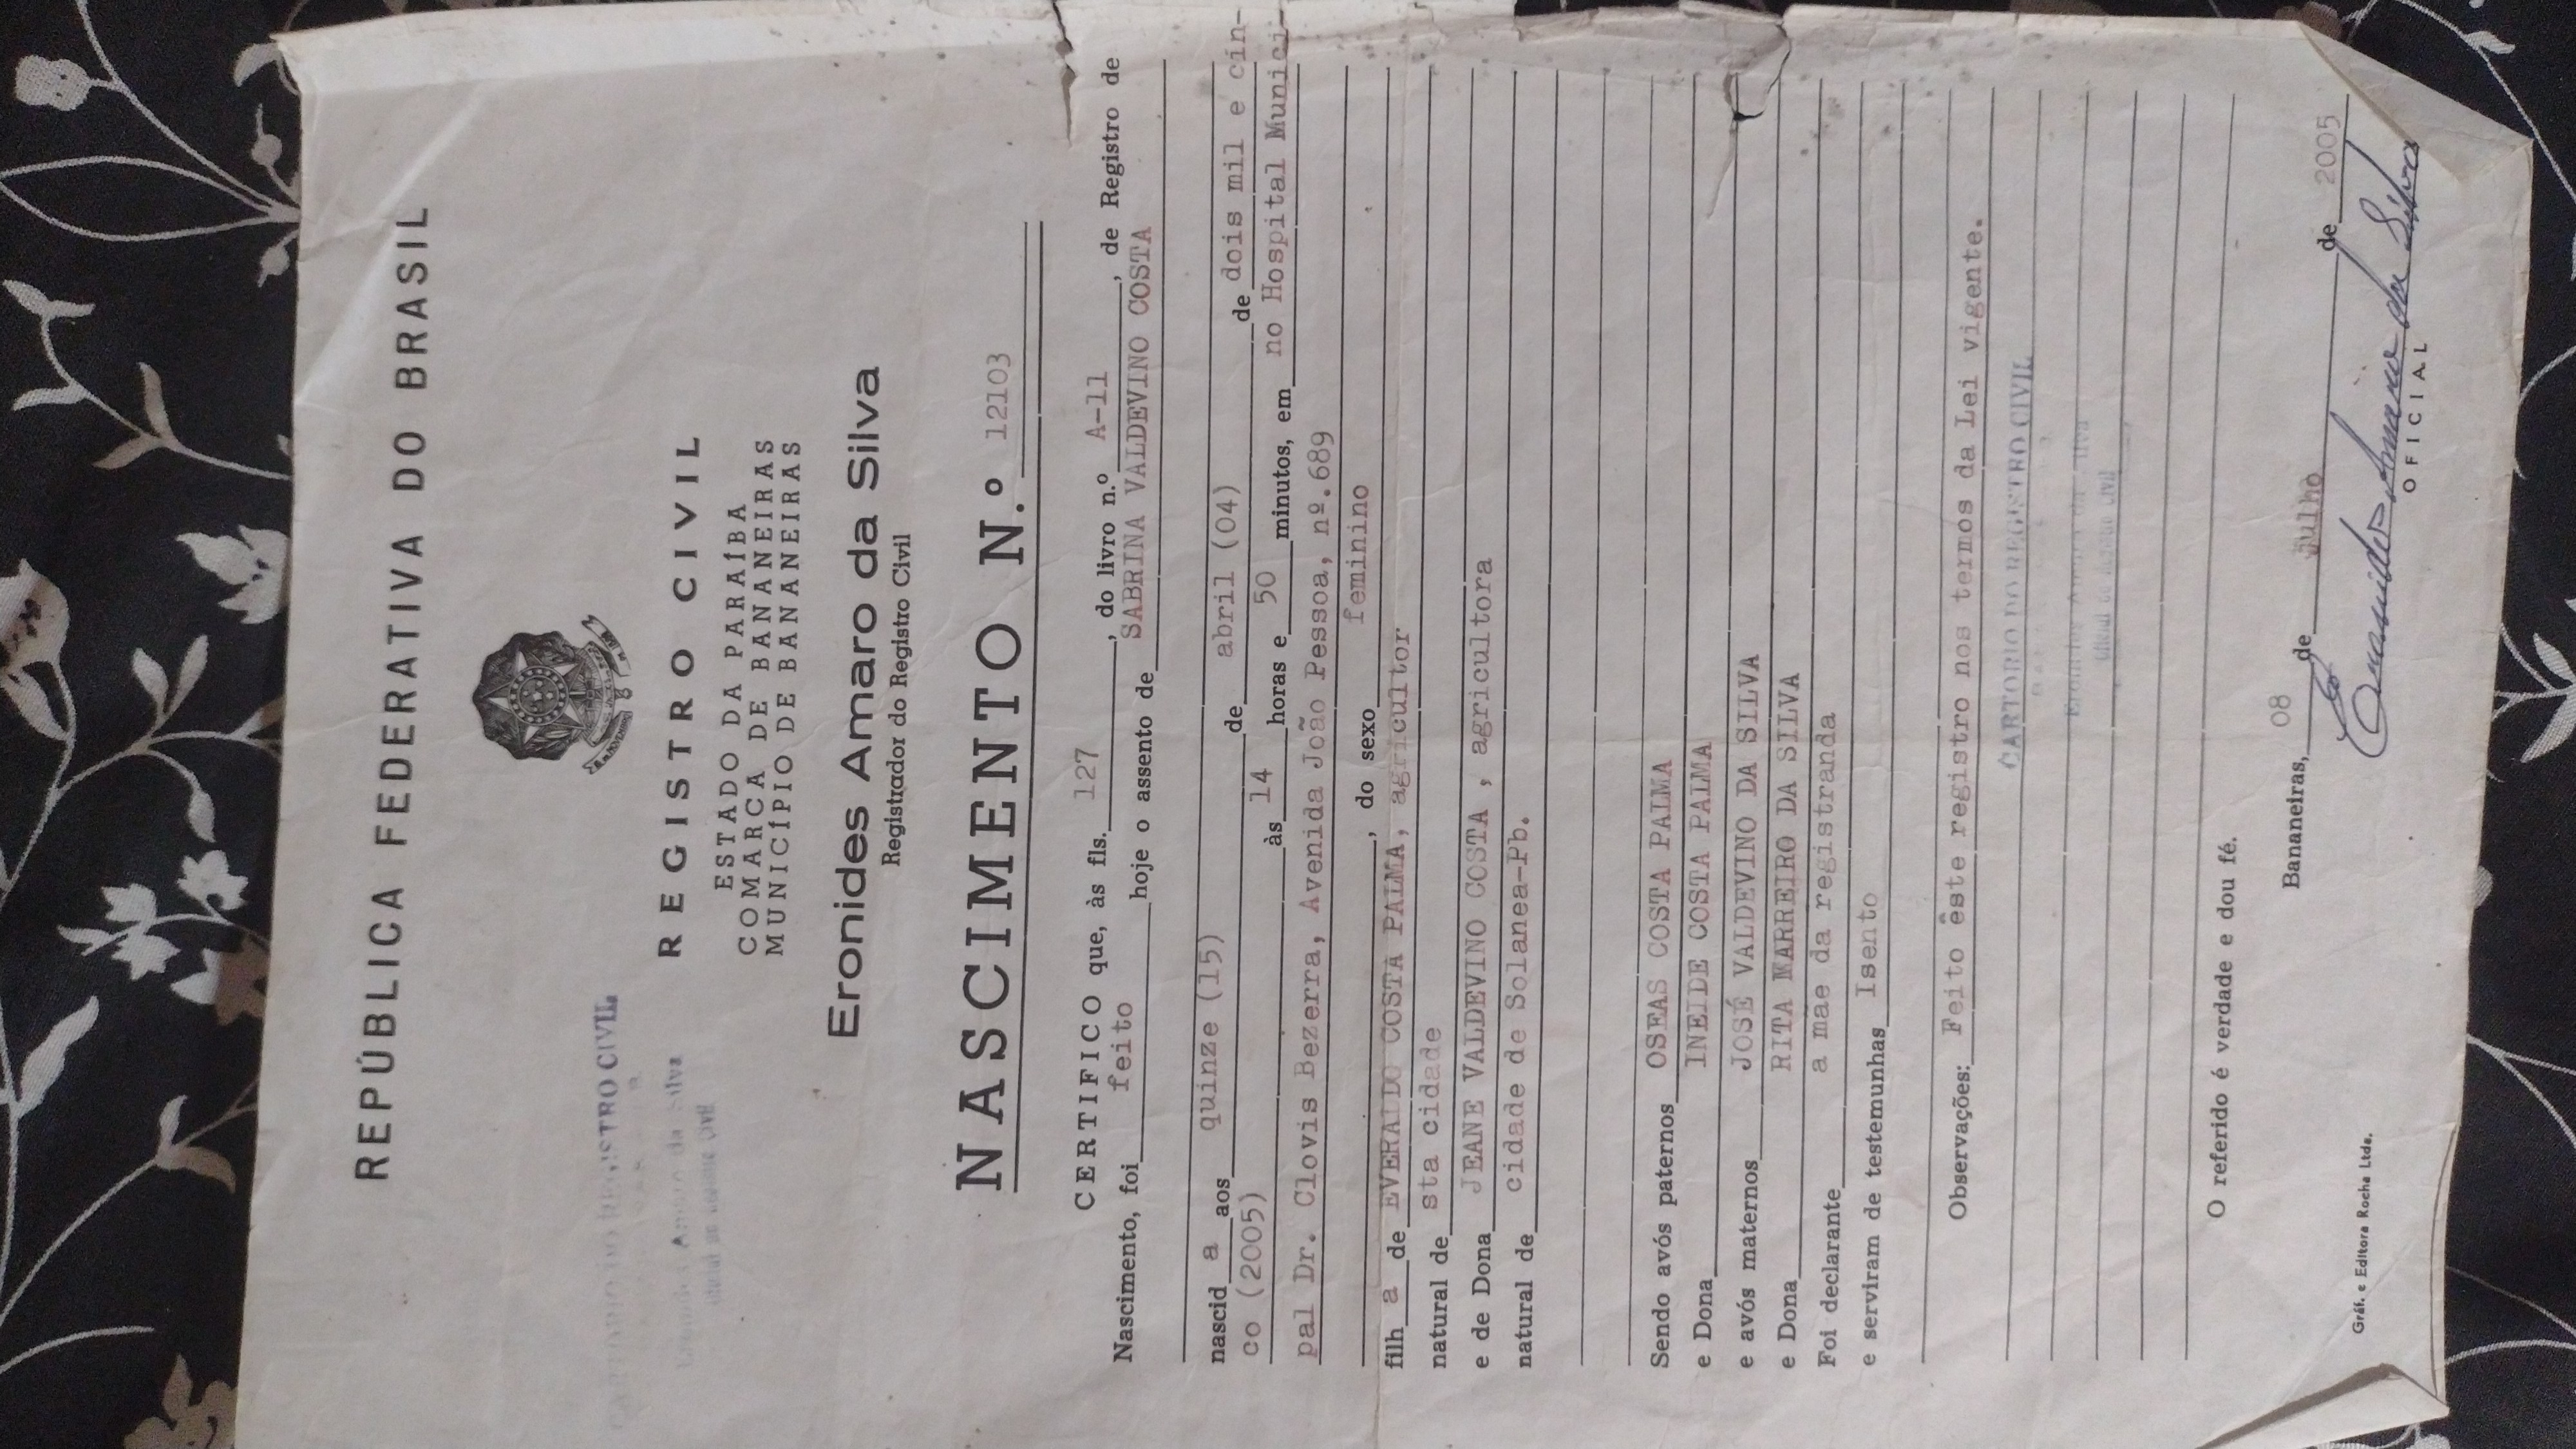 REPÚBLICA FEDERATIVA DO BRASIL
CARTORIO DO REGISTRO CIVIL
Eronides Amaro da Silva
Oficial do Registro Civil
REGISTRO CIVIL
ESTADO DA PARAÍBA
COMARCA DE BANANEIRAS
MUNICÍPIO DE BANANEIRAS
Eronides Amaro da Silva
Registrador do Registro Civil
NASCIMENTO N.º 12103
CERTIFICO que, às fls. 127, do livro n.º A-11, de Registro de
Nascimento, foi feito hoje o assento de SABRINA VALDEVINO COSTA
nascid a aos quinze (15) de abril (04) de dois mil e cin-
co (2005) às 14 horas e 50 minutos, em no Hospital Munici-
pal Dr. Clovis Bezerra, Avenida João Pessoa, nº.689
, do sexo feminino
filh a de EVERALDO COSTA PALMA, agricultor
natural de sta cidade
e de Dona JEANE VALDEVINO COSTA , agricultora
natural de cidade de Solanea-Pb.
Sendo avós paternos OSEAS COSTA PALMA
e Dona INEIDE COSTA PALMA
e avós maternos JOSÉ VALDEVINO DA SILVA
e Dona RITA MARREIRO DA SILVA
Foi declarante a mãe da registranda
e serviram de testemunhas Isento
Observações: Feito êste registro nos termos da Lei vigente.
CARTORIO DO REGISTRO CIVIL
Eronides Amaro da Silva
Oficial do Registro Civil
O referido é verdade e dou fé.
Bananeiras, 08 de Julho de 2005
Eronides Amaro da Silva
OFICIAL
Gráf. e Editora Rocha Ltda.